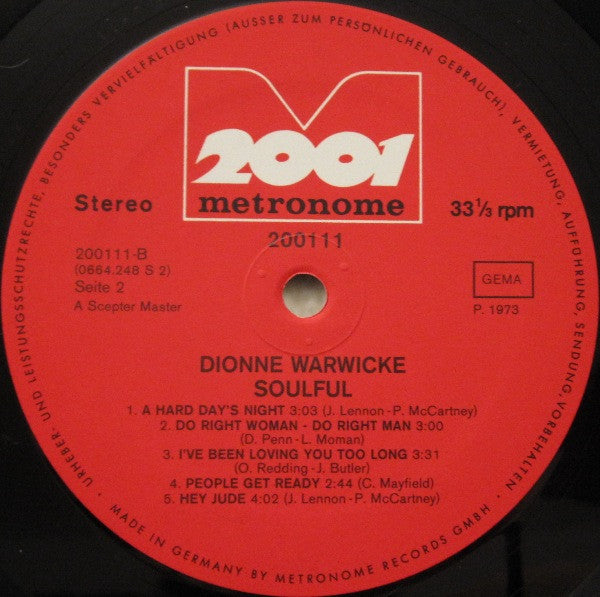 URHEBER- UND LEISTUNGSSCHUTZRECHTE, BESONDERS VERVIELFÄLTIGUNG (AUSSER ZUM PERSÖNLICHEN GEBRAUCH), VERMIETUNG, AUFFÜHRUNG, SENDUNG, VORBEHALTEN
2001
metronome
Stereo
33⅓ rpm
200111
200111-B
(0664.248 S 2)
Seite 2
A Scepter Master
GEMA
P. 1973
DIONNE WARWICKE
SOULFUL
1. A HARD DAY'S NIGHT 3:03 (J. Lennon-P. McCartney)
2. DO RIGHT WOMAN - DO RIGHT MAN 3:00
(D. Penn-L. Moman)
3. I'VE BEEN LOVING YOU TOO LONG 3:31
(O. Redding-J. Butler)
4. PEOPLE GET READY 2:44 (C. Mayfield)
5. HEY JUDE 4:02 (J. Lennon-P. McCartney)
• MADE IN GERMANY BY METRONOME RECORDS GMBH •